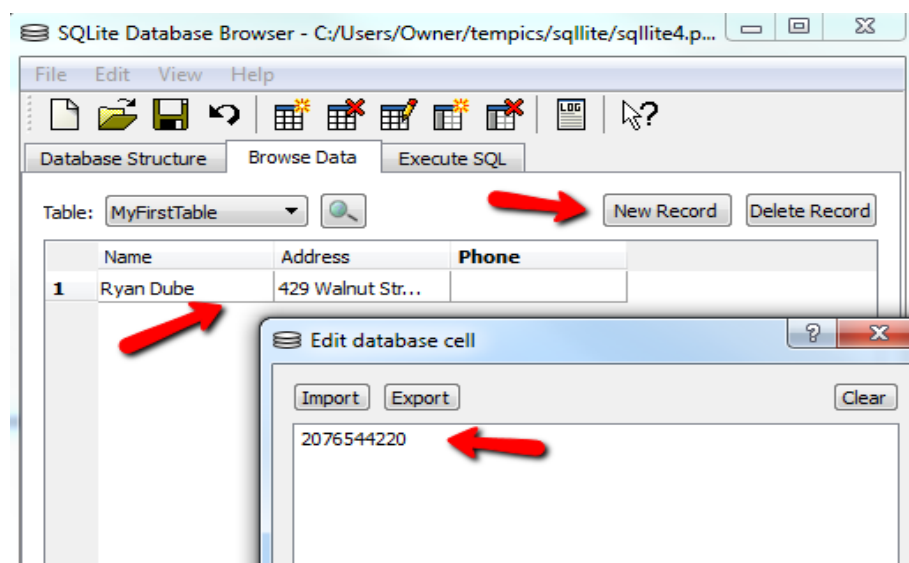 SQLite Database Browser - C:/Users/Owner/tempics/sqllite/sqllite4.p...
File Edit View Help
LOG
Database Structure Browse Data Execute SQL
Table: MyFirstTable New Record Delete Record
Name Address Phone
1 Ryan Dube 429 Walnut Str...
Edit database cell
Import Export Clear
2076544220